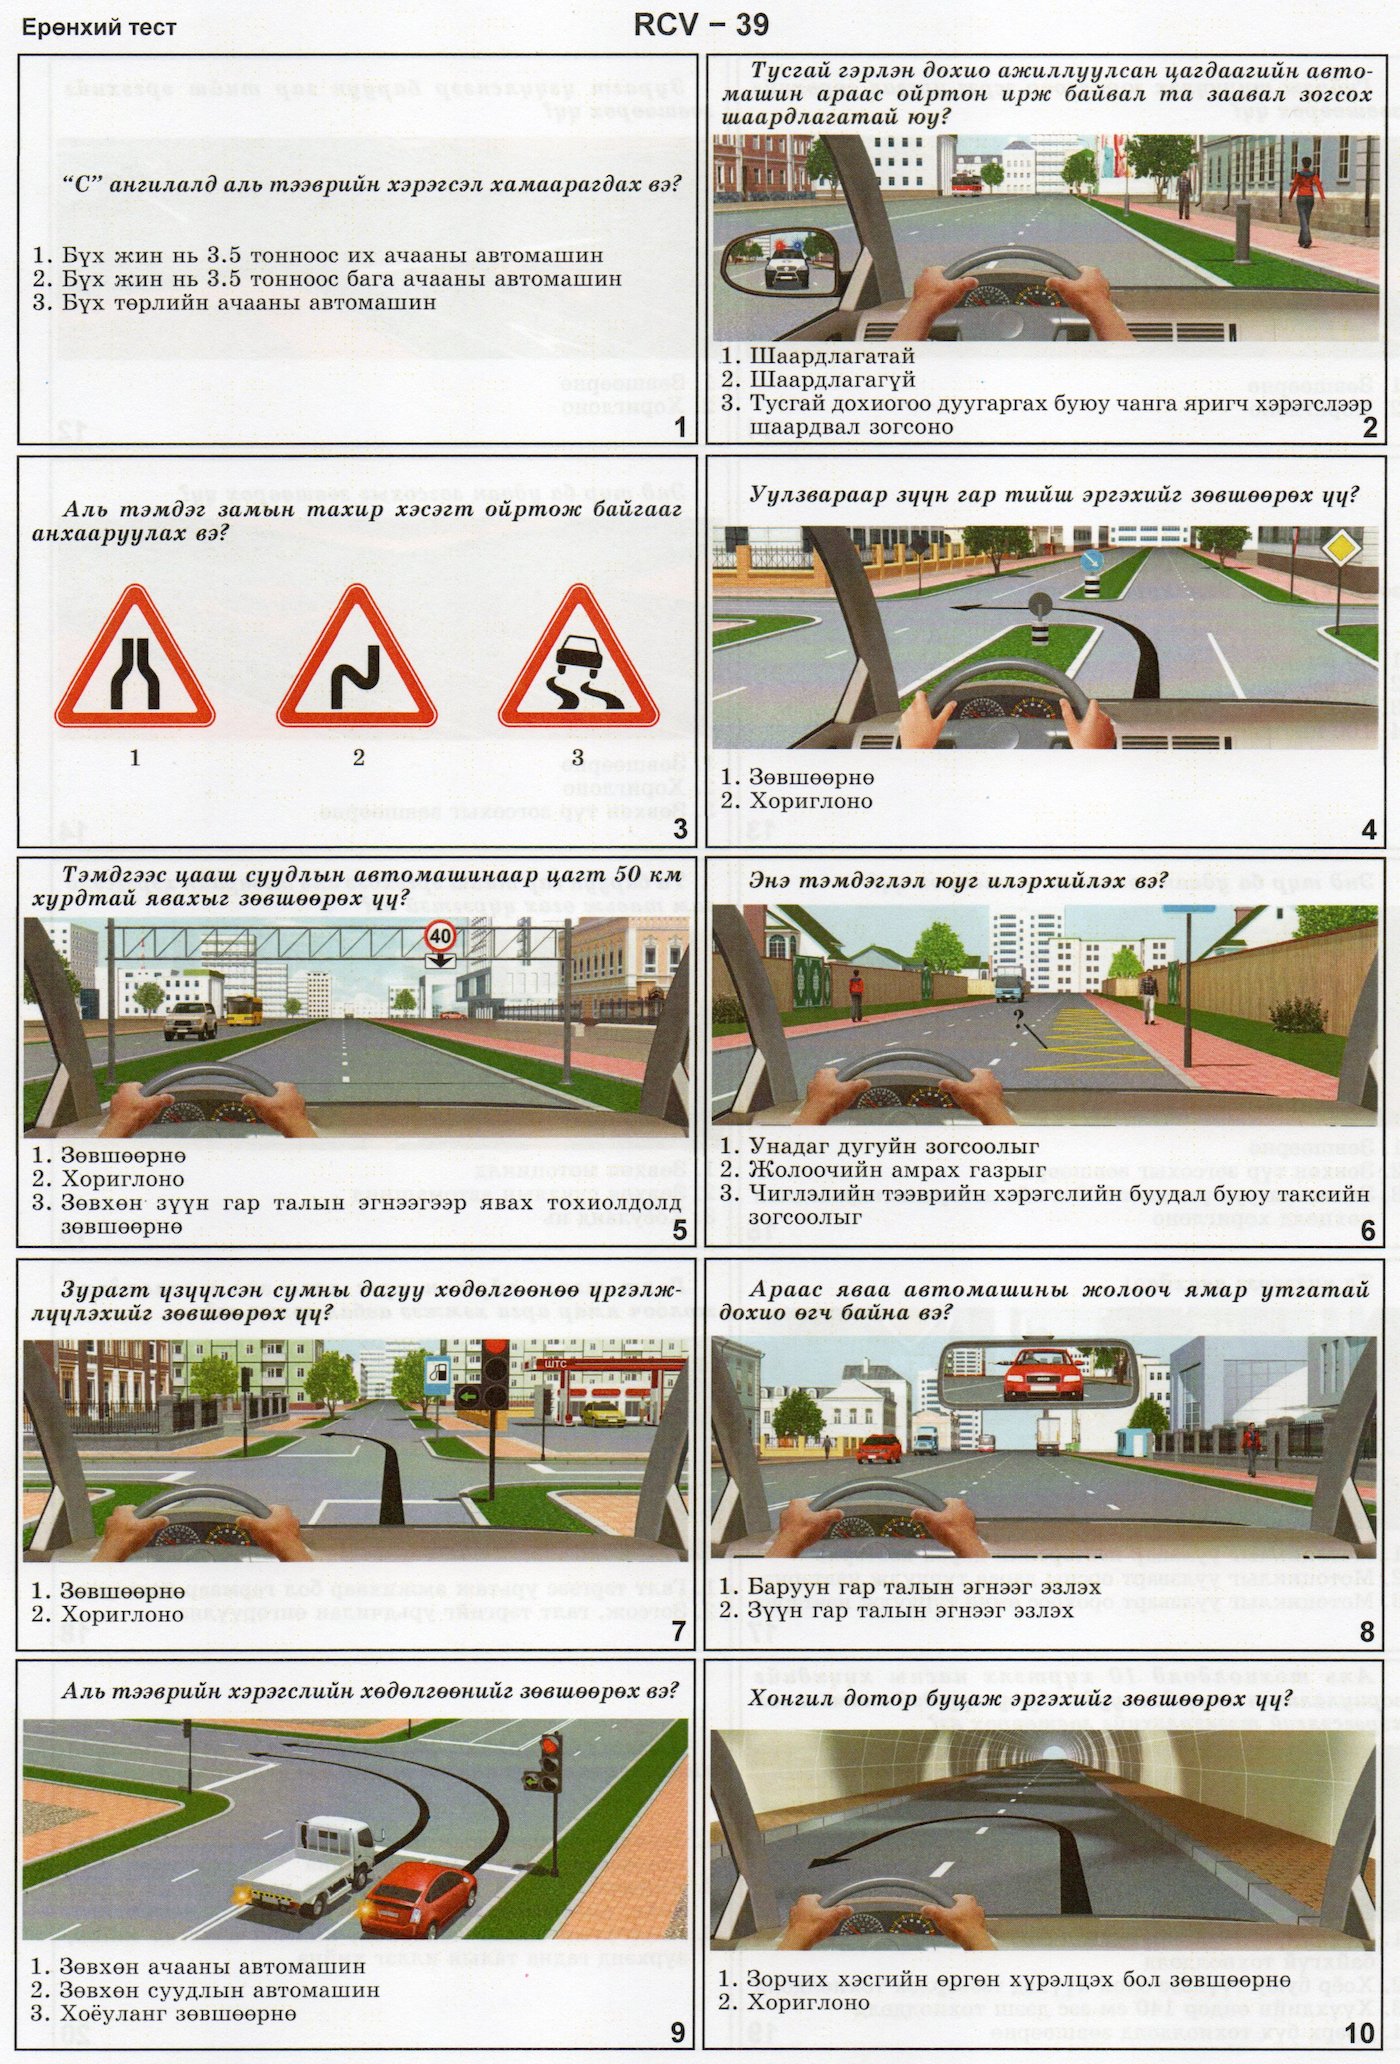 Ерөнхий тест
RCV – 39
“С” ангилалд аль тээврийн хэрэгсэл хамаарагдах вэ?
1. Бүх жин нь 3.5 тонноос их ачааны автомашин
2. Бүх жин нь 3.5 тонноос бага ачааны автомашин
3. Бүх төрлийн ачааны автомашин
1
Тусгай гэрлэн дохио ажиллуулсан цагдаагийн авто-
машин араас ойртон ирж байвал та заавал зогсох
шаардлагатай юу?
1. Шаардлагатай
2. Шаардлагагүй
3. Тусгай дохиогоо дуугаргах буюу чанга яригч хэрэгслээр
шаардвал зогсоно
2
Аль тэмдэг замын тахир хэсэгт ойртож байгааг
анхааруулах вэ?
1 2 3
3
Уулзвараар зүүн гар тийш эргэхийг зөвшөөрөх үү?
1. Зөвшөөрнө
2. Хориглоно
4
Тэмдгээс цааш суудлын автомашинаар цагт 50 км
хурдтай явахыг зөвшөөрөх үү?
40
1. Зөвшөөрнө
2. Хориглоно
3. Зөвхөн зүүн гар талын эгнээгээр явах тохиолдолд
зөвшөөрнө
5
Энэ тэмдэглэл юуг илэрхийлэх вэ?
?
1. Унадаг дугуйн зогсоолыг
2. Жолоочийн амрах газрыг
3. Чиглэлийн тээврийн хэрэгслийн буудал буюу таксийн
зогсоолыг
6
Зурагт үзүүлсэн сумны дагуу хөдөлгөөнөө үргэлж-
лүүлэхийг зөвшөөрөх үү?
ШТС
1. Зөвшөөрнө
2. Хориглоно
7
Араас яваа автомашины жолооч ямар утгатай
дохио өгч байна вэ?
1. Баруун гар талын эгнээг эзлэх
2. Зүүн гар талын эгнээг эзлэх
8
Аль тээврийн хэрэгслийн хөдөлгөөнийг зөвшөөрөх вэ?
1. Зөвхөн ачааны автомашин
2. Зөвхөн суудлын автомашин
3. Хоёуланг зөвшөөрнө
9
Хонгил дотор буцаж эргэхийг зөвшөөрөх үү?
1. Зорчих хэсгийн өргөн хүрэлцэх бол зөвшөөрнө
2. Хориглоно
10